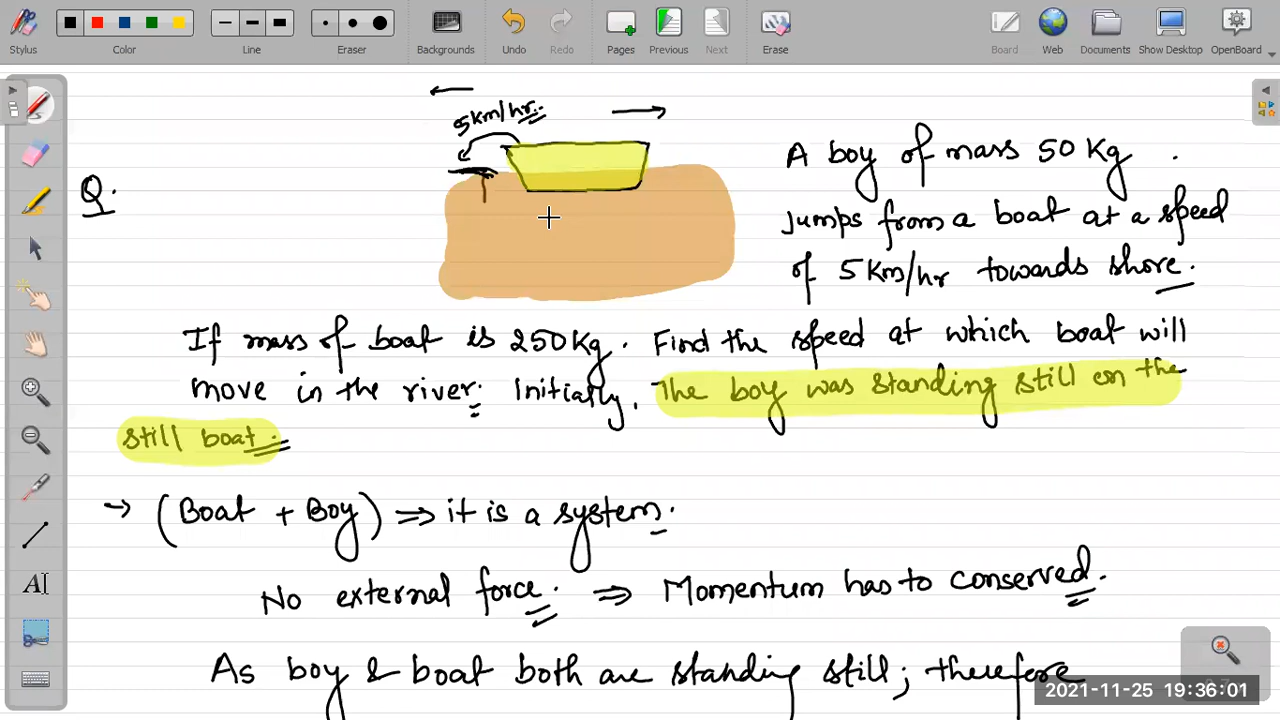 Stylus
Color
Line
Eraser
Backgrounds
Undo
Redo
Pages
Previous
Next
Erase
Board
Web
Documents
Show Desktop
OpenBoard
5km/hr.
Q.
A boy of mass 50 Kg.
Jumps from a boat at a speed
of 5 Km/hr towards shore.
If mass of boat is 250 Kg. Find the speed at which boat will
move in the river. Initially, The boy was standing still on the
still boat.
→ (Boat + Boy) ⇒ it is a system.
No external force. ⇒ Momentum has to conserved.
As boy & boat both are standing still; therefore
AI
2021-11-25 19:36:01